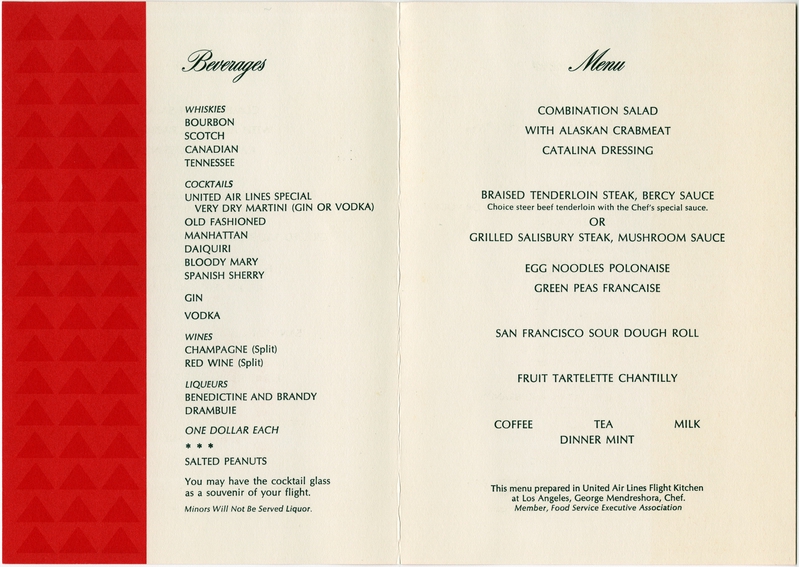 Beverages
WHISKIES
BOURBON
SCOTCH
CANADIAN
TENNESSEE
COCKTAILS
UNITED AIR LINES SPECIAL
VERY DRY MARTINI (GIN OR VODKA)
OLD FASHIONED
MANHATTAN
DAIQUIRI
BLOODY MARY
SPANISH SHERRY
GIN
VODKA
WINES
CHAMPAGNE (Split)
RED WINE (Split)
LIQUEURS
BENEDICTINE AND BRANDY
DRAMBUIE
ONE DOLLAR EACH
* * *
SALTED PEANUTS
You may have the cocktail glass
as a souvenir of your flight.
Minors Will Not Be Served Liquor.
Menu
COMBINATION SALAD
WITH ALASKAN CRABMEAT
CATALINA DRESSING
BRAISED TENDERLOIN STEAK, BERCY SAUCE
Choice steer beef tenderloin with the Chef's special sauce.
OR
GRILLED SALISBURY STEAK, MUSHROOM SAUCE
EGG NOODLES POLONAISE
GREEN PEAS FRANCAISE
SAN FRANCISCO SOUR DOUGH ROLL
FRUIT TARTELETTE CHANTILLY
COFFEE TEA MILK
DINNER MINT
This menu prepared in United Air Lines Flight Kitchen
at Los Angeles, George Mendreshora, Chef.
Member, Food Service Executive Association